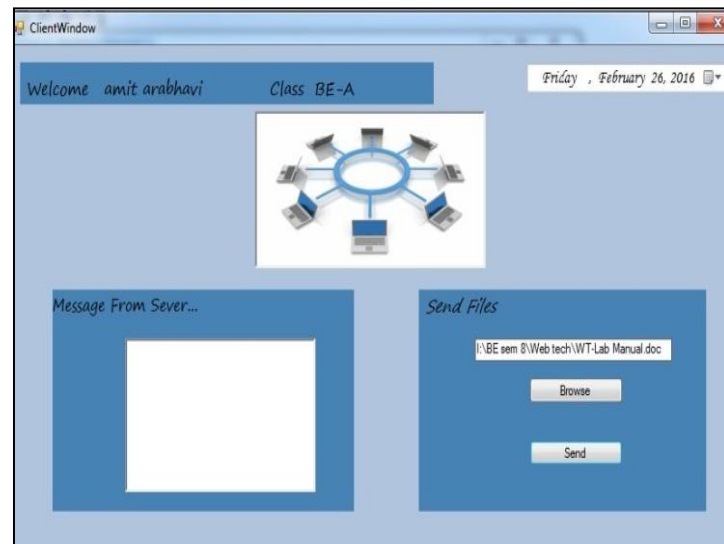 ClientWindow
Welcome amit arabhavi Class BE-A
Friday , February 26, 2016
Message From Sever...
Send Files
I:\BE sem 8\Web tech\WT-Lab Manual.doc
Browse
Send